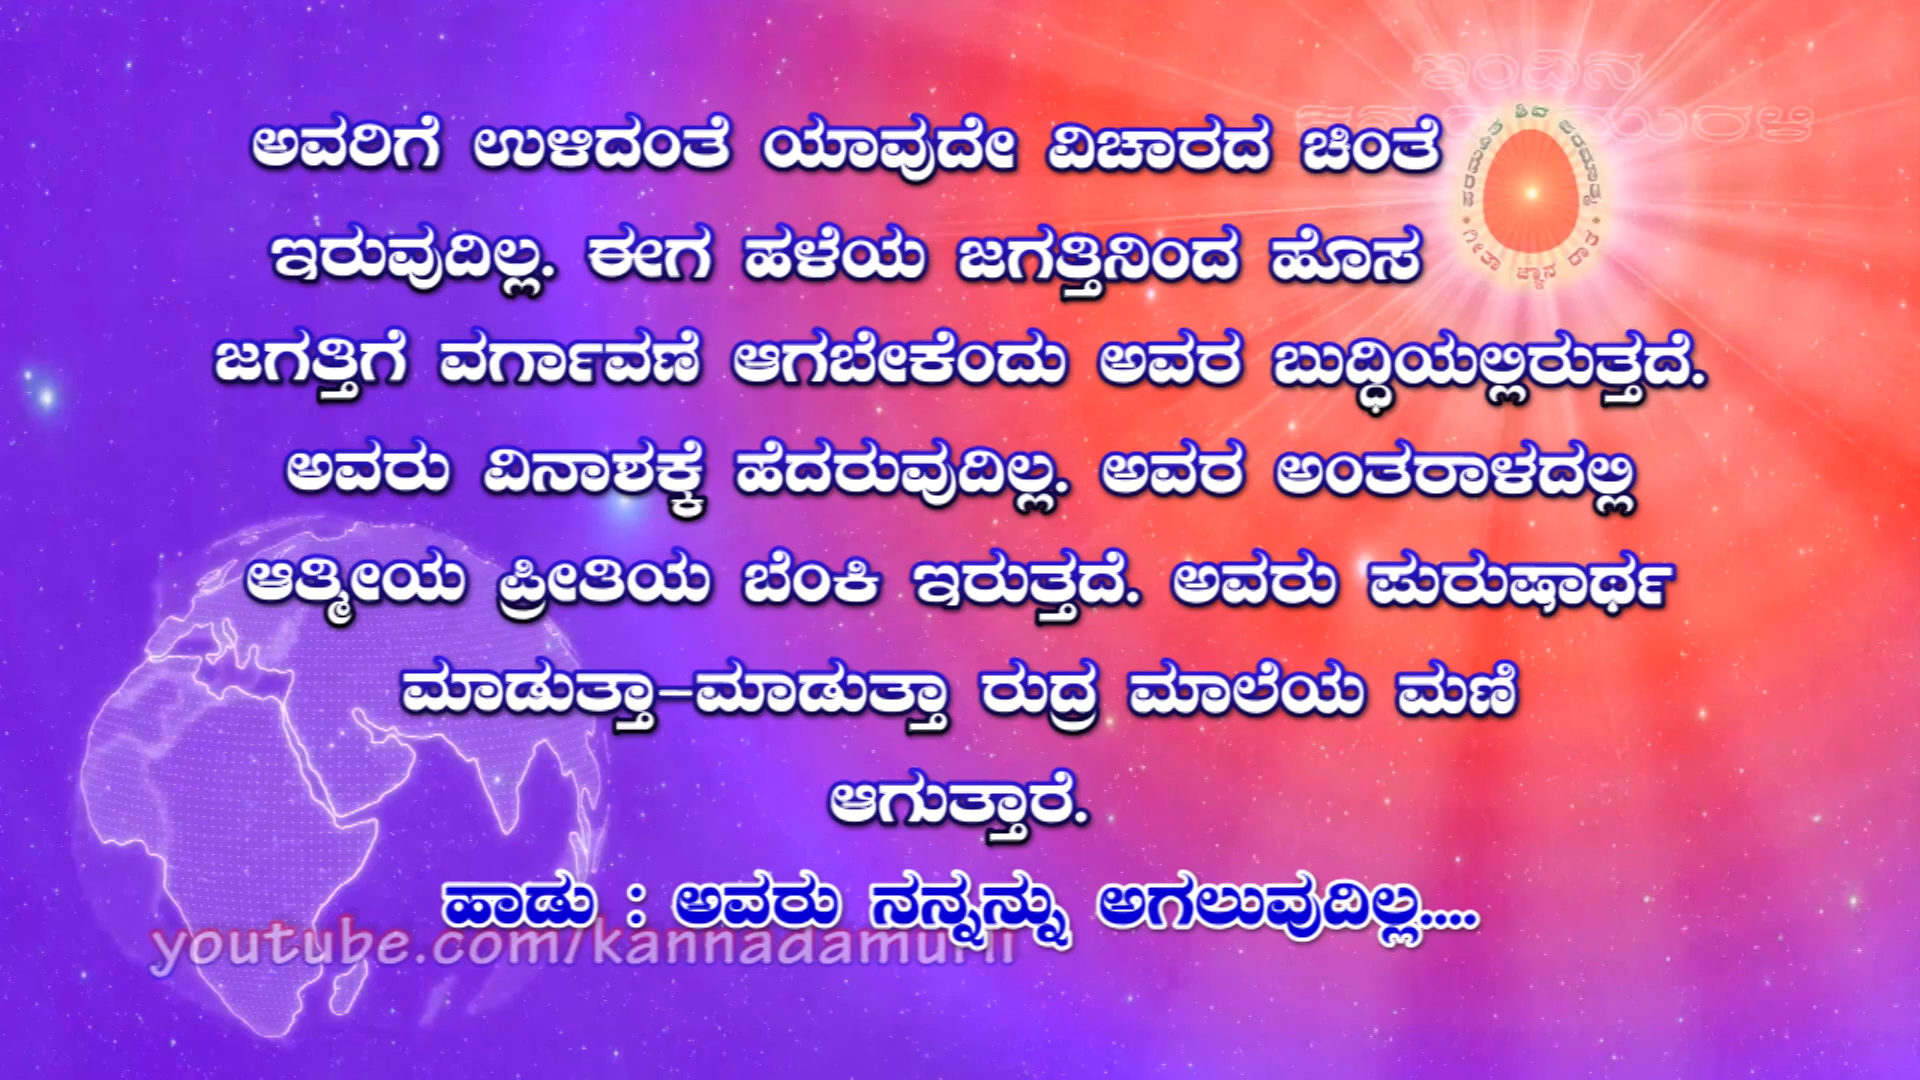 ಇಂದಿನ
ಅವರಿಗೆ ಉಳಿದಂತೆ ಯಾವುದೇ ವಿಚಾರದ ಚಿಂತೆ
ಇರುವುದಿಲ್ಲ. ಈಗ ಹಳೆಯ ಜಗತ್ತಿನಿಂದ ಹೊಸ
ಜಗತ್ತಿಗೆ ವರ್ಗಾವಣೆ ಆಗಬೇಕೆಂದು ಅವರ ಬುದ್ಧಿಯಲ್ಲಿರುತ್ತದೆ.
ಅವರು ವಿನಾಶಕ್ಕೆ ಹೆದರುವುದಿಲ್ಲ. ಅವರ ಅಂತರಾಳದಲ್ಲಿ
ಆತ್ಮೀಯ ಪ್ರೀತಿಯ ಬೆಂಕಿ ಇರುತ್ತದೆ. ಅವರು ಪುರುಷಾರ್ಥ
ಮಾಡುತ್ತಾ-ಮಾಡುತ್ತಾ ರುದ್ರ ಮಾಲೆಯ ಮಣಿ
ಆಗುತ್ತಾರೆ.
ಹಾಡು : ಅವರು ನನ್ನನ್ನು ಅಗಲುವುದಿಲ್ಲ....
youtube.com/kannadamurli